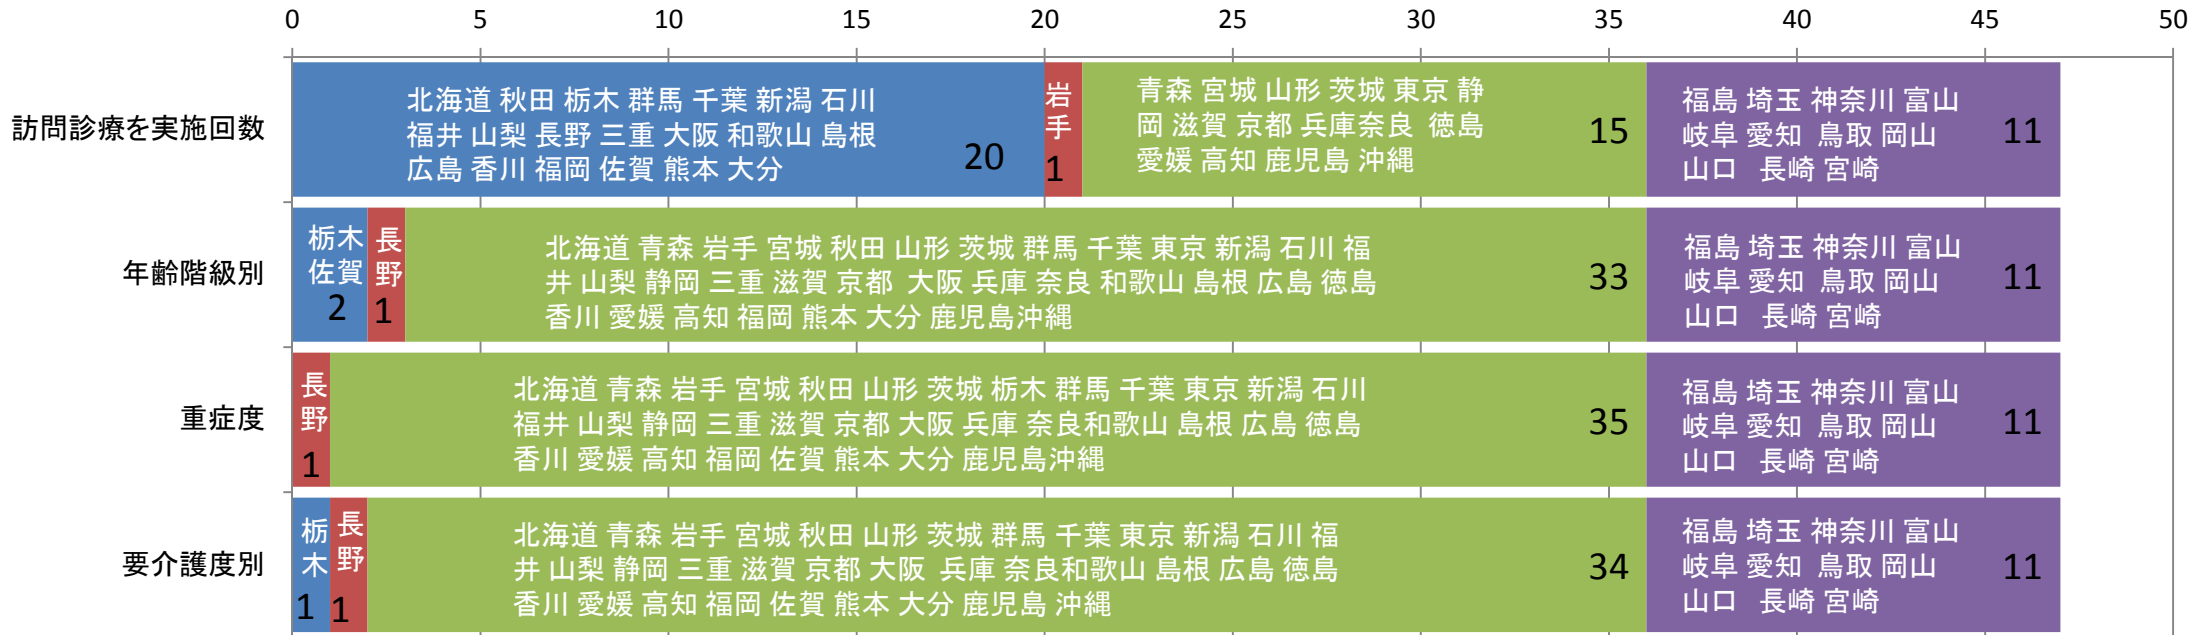 0 5 10 15 20 25 30 35 40 45 50
訪問診療を実施回数
北海道 秋田 栃木 群馬 千葉 新潟 石川
福井 山梨 長野 三重 大阪 和歌山 島根
広島 香川 福岡 佐賀 熊本 大分
20
岩手
1
青森 宮城 山形 茨城 東京 静
岡 滋賀 京都 兵庫奈良 徳島
愛媛 高知 鹿児島 沖縄
15
福島 埼玉 神奈川 富山
岐阜 愛知 鳥取 岡山
山口 長崎 宮崎
11
年齢階級別
栃木
佐賀
2
長野
1
北海道 青森 岩手 宮城 秋田 山形 茨城 群馬 千葉 東京 新潟 石川 福
井 山梨 静岡 三重 滋賀 京都 大阪 兵庫 奈良 和歌山 島根 広島 徳島
香川 愛媛 高知 福岡 熊本 大分 鹿児島沖縄
33
福島 埼玉 神奈川 富山
岐阜 愛知 鳥取 岡山
山口 長崎 宮崎
11
重症度
長野
1
北海道 青森 岩手 宮城 秋田 山形 茨城 栃木 群馬 千葉 東京 新潟 石川
福井 山梨 静岡 三重 滋賀 京都 大阪 兵庫 奈良和歌山 島根 広島 徳島
香川 愛媛 高知 福岡 佐賀 熊本 大分 鹿児島沖縄
35
福島 埼玉 神奈川 富山
岐阜 愛知 鳥取 岡山
山口 長崎 宮崎
11
要介護度別
栃木
1
長野
1
北海道 青森 岩手 宮城 秋田 山形 茨城 群馬 千葉 東京 新潟 石川 福
井 山梨 静岡 三重 滋賀 京都 大阪 兵庫 奈良和歌山 島根 広島 徳島
香川 愛媛 高知 福岡 佐賀 熊本 大分 鹿児島 沖縄
34
福島 埼玉 神奈川 富山
岐阜 愛知 鳥取 岡山
山口 長崎 宮崎
11